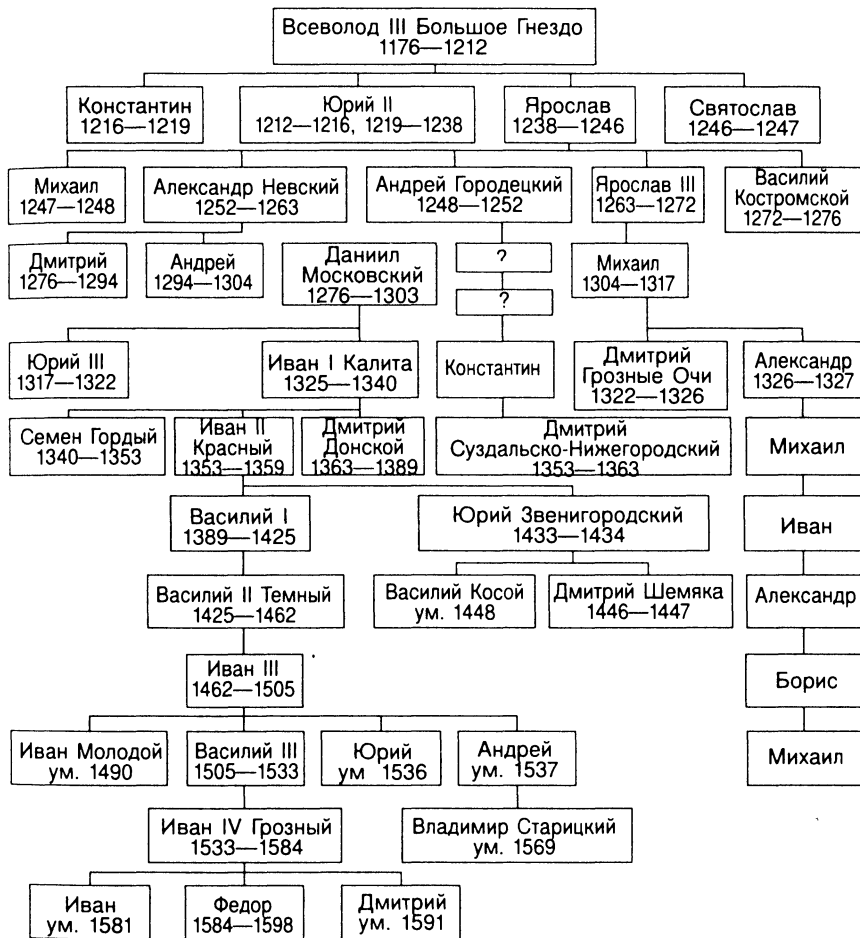 Всеволод III Большое Гнездо
1176—1212
Константин
1216—1219
Юрий II
1212—1216, 1219—1238
Ярослав
1238—1246
Святослав
1246—1247
Михаил
1247—1248
Александр Невский
1252—1263
Андрей Городецкий
1248—1252
Ярослав III
1263—1272
Василий
Костромской
1272—1276
Дмитрий
1276—1294
Андрей
1294—1304
Даниил
Московский
1276—1303
?
?
Михаил
1304—1317
Юрий III
1317—1322
Иван I Калита
1325—1340
Константин
Дмитрий
Грозные Очи
1322—1326
Александр
1326—1327
Семен Гордый
1340—1353
Иван II
Красный
1353—1359
Дмитрий
Донской
1363—1389
Дмитрий
Суздальско-Нижегородский
1353—1363
Михаил
Василий I
1389—1425
Юрий Звенигородский
1433—1434
Иван
Василий II Темный
1425—1462
Василий Косой
ум. 1448
Дмитрий Шемяка
1446—1447
Александр
Иван III
1462—1505
Борис
Иван Молодой
ум. 1490
Василий III
1505—1533
Юрий
ум 1536
Андрей
ум. 1537
Михаил
Иван IV Грозный
1533—1584
Владимир Старицкий
ум. 1569
Иван
ум. 1581
Федор
1584—1598
Дмитрий
ум. 1591